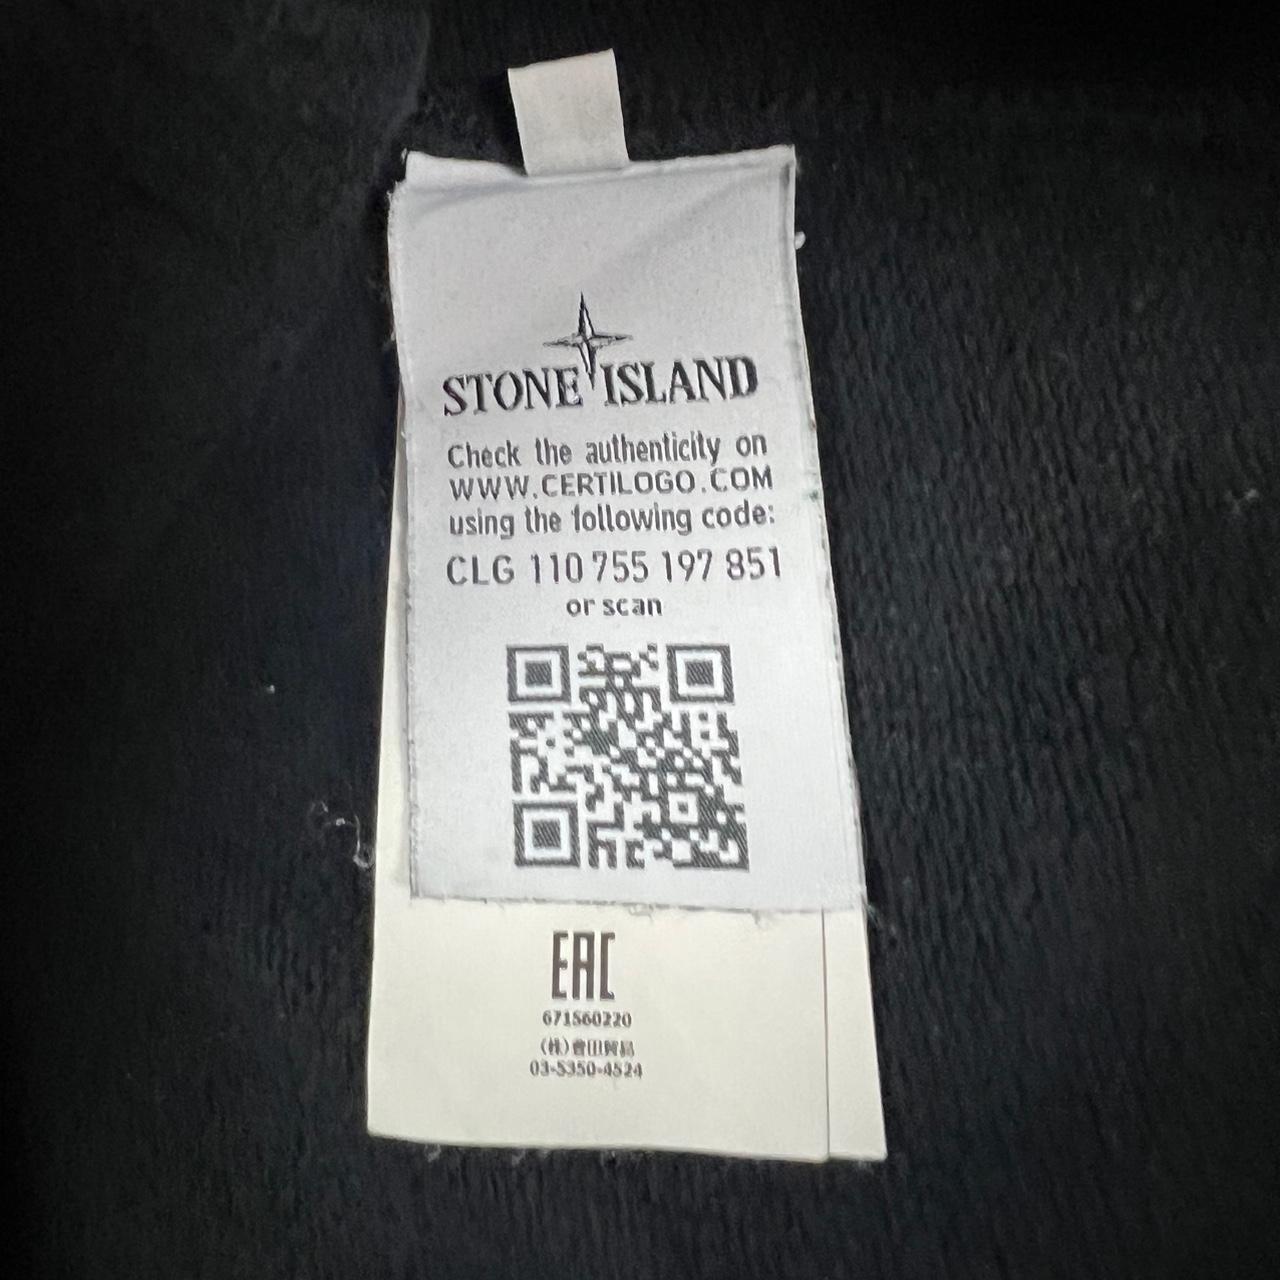 STONE ISLAND
Check the authenticity on
WWW.CERTILOGO.COM
using the following code:
CLG 110 755 197 851
or scan
EAC
671560220
(株)曾田貿易
03-5350-4524